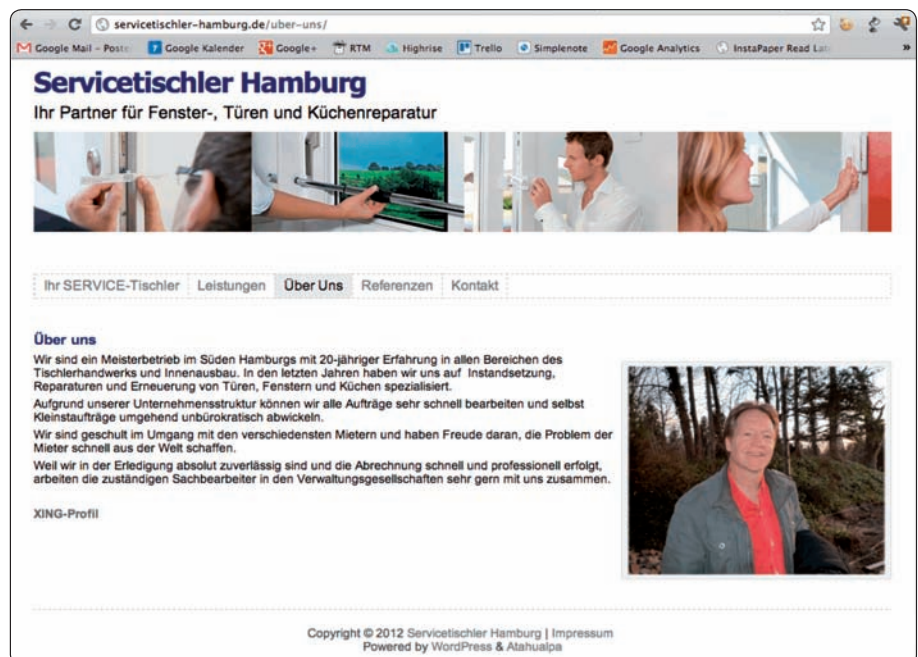 servicetischler-hamburg.de/uber-uns/
Google Mail - Poste Google Kalender Google+ RTM Highrise Trello Simplenote Google Analytics InstaPaper Read Lat »
Servicetischler Hamburg
Ihr Partner für Fenster-, Türen und Küchenreparatur
Ihr SERVICE-Tischler Leistungen Über Uns Referenzen Kontakt
Über uns
Wir sind ein Meisterbetrieb im Süden Hamburgs mit 20-jähriger Erfahrung in allen Bereichen des
Tischlerhandwerks und Innenausbau. In den letzten Jahren haben wir uns auf Instandsetzung,
Reparaturen und Erneuerung von Türen, Fenstern und Küchen spezialisiert.
Aufgrund unserer Unternehmensstruktur können wir alle Aufträge sehr schnell bearbeiten und selbst
Kleinstaufträge umgehend unbürokratisch abwickeln.
Wir sind geschult im Umgang mit den verschiedensten Mietern und haben Freude daran, die Problem der
Mieter schnell aus der Welt schaffen.
Weil wir in der Erledigung absolut zuverlässig sind und die Abrechnung schnell und professionell erfolgt,
arbeiten die zuständigen Sachbearbeiter in den Verwaltungsgesellschaften sehr gern mit uns zusammen.
XING-Profil
Copyright © 2012 Servicetischler Hamburg | Impressum
Powered by WordPress & Atahualpa